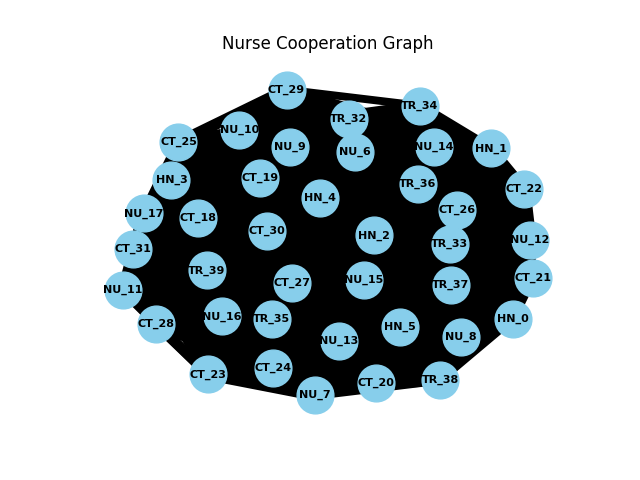 Nurse Cooperation Graph
CT_29
TR_34
TR_32
NU_10
CT_25
NU_9
NU_6
NU_14
HN_1
HN_3
CT_19
TR_36
CT_22
HN_4
CT_26
NU_17
CT_18
CT_30
HN_2
TR_33
NU_12
CT_31
TR_39
CT_27
NU_15
TR_37
CT_21
NU_11
NU_16
TR_35
HN_5
HN_0
CT_28
NU_13
NU_8
CT_23
CT_24
CT_20
TR_38
NU_7